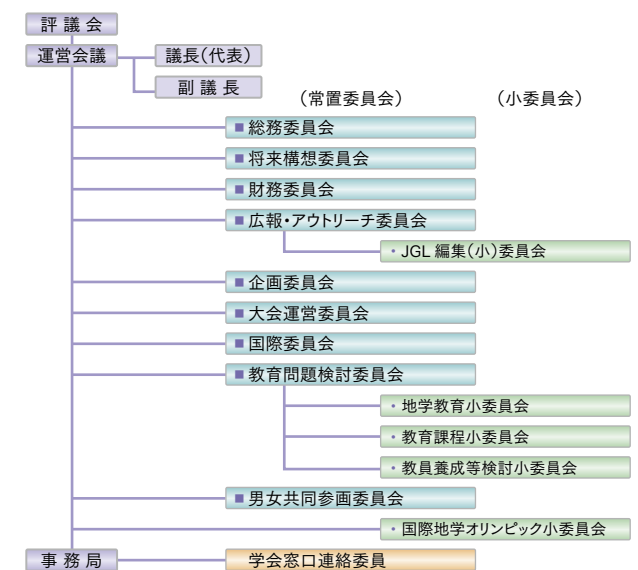 評議会
運営会議 議長(代表)
副議長
(常置委員会) (小委員会)
■総務委員会
■将来構想委員会
■財務委員会
■広報・アウトリーチ委員会
・JGL編集(小)委員会
■企画委員会
■大会運営委員会
■国際委員会
■教育問題検討委員会
・地学教育小委員会
・教育課程小委員会
・教員養成等検討小委員会
■男女共同参画委員会
・国際地学オリンピック小委員会
事務局 学会窓口連絡委員